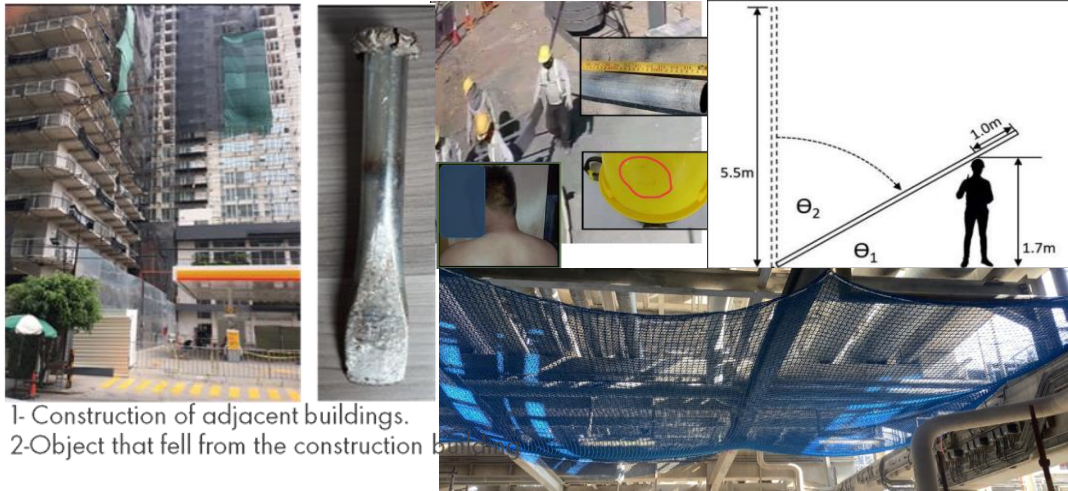 1- Construction of adjacent buildings.
2-Object that fell from the construction building
5.5m
1.0m
1.7m
Θ₂
Θ₁